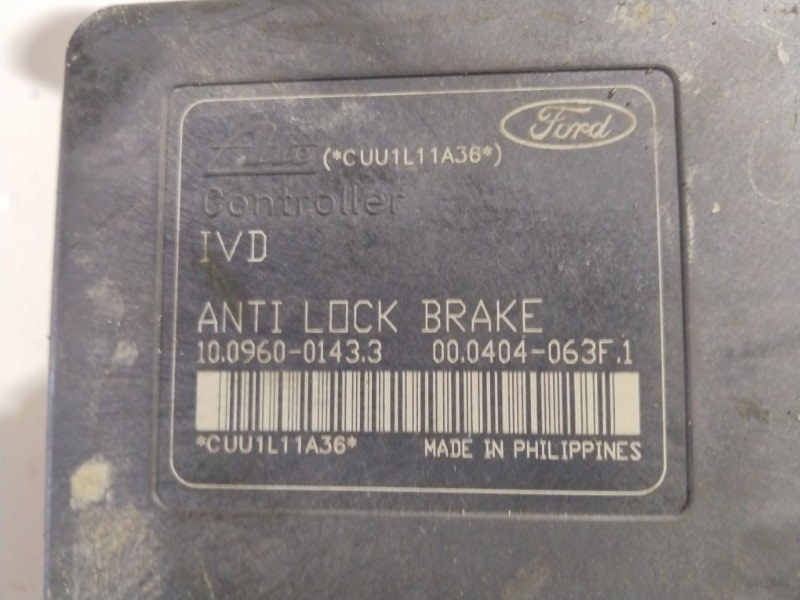 Ford
(*CUU1L11A36*)
Controller
IVD
ANTI LOCK BRAKE
10.0960-0143.3 00.0404-063F.1
*CUU1L11A36* MADE IN PHILIPPINES